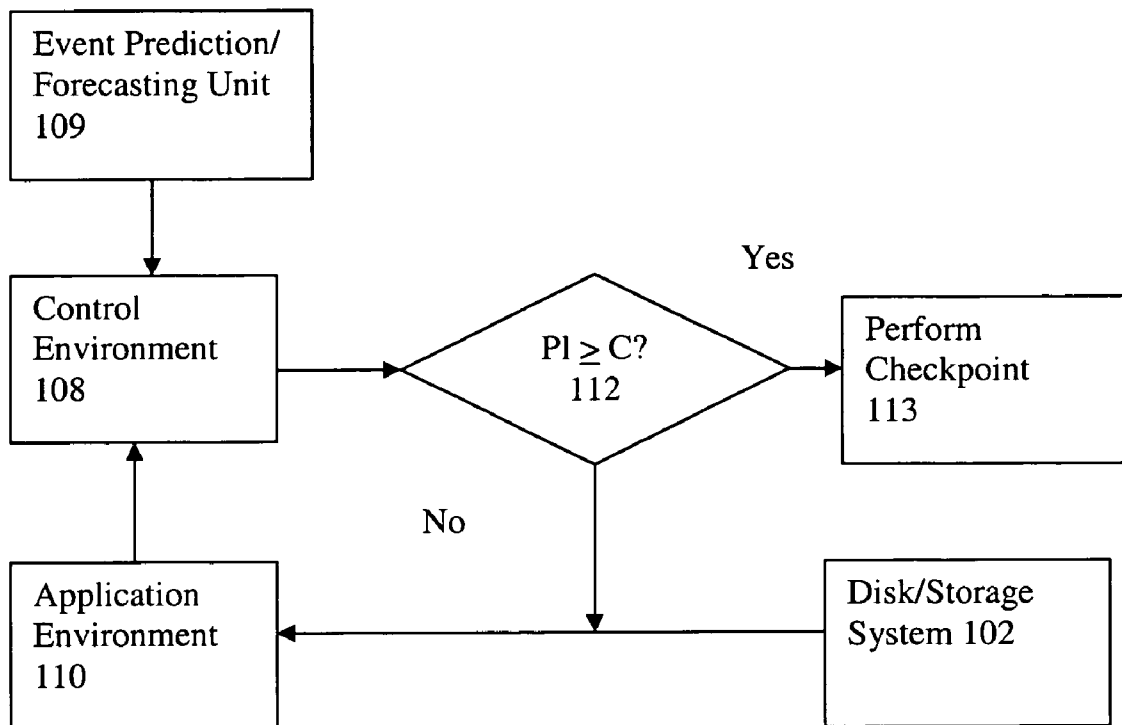 Event Prediction/
Forecasting Unit
109
Yes
Control
Environment
108
Pl ≥ C?
112
Perform
Checkpoint
113
No
Application
Environment
110
Disk/Storage
System 102